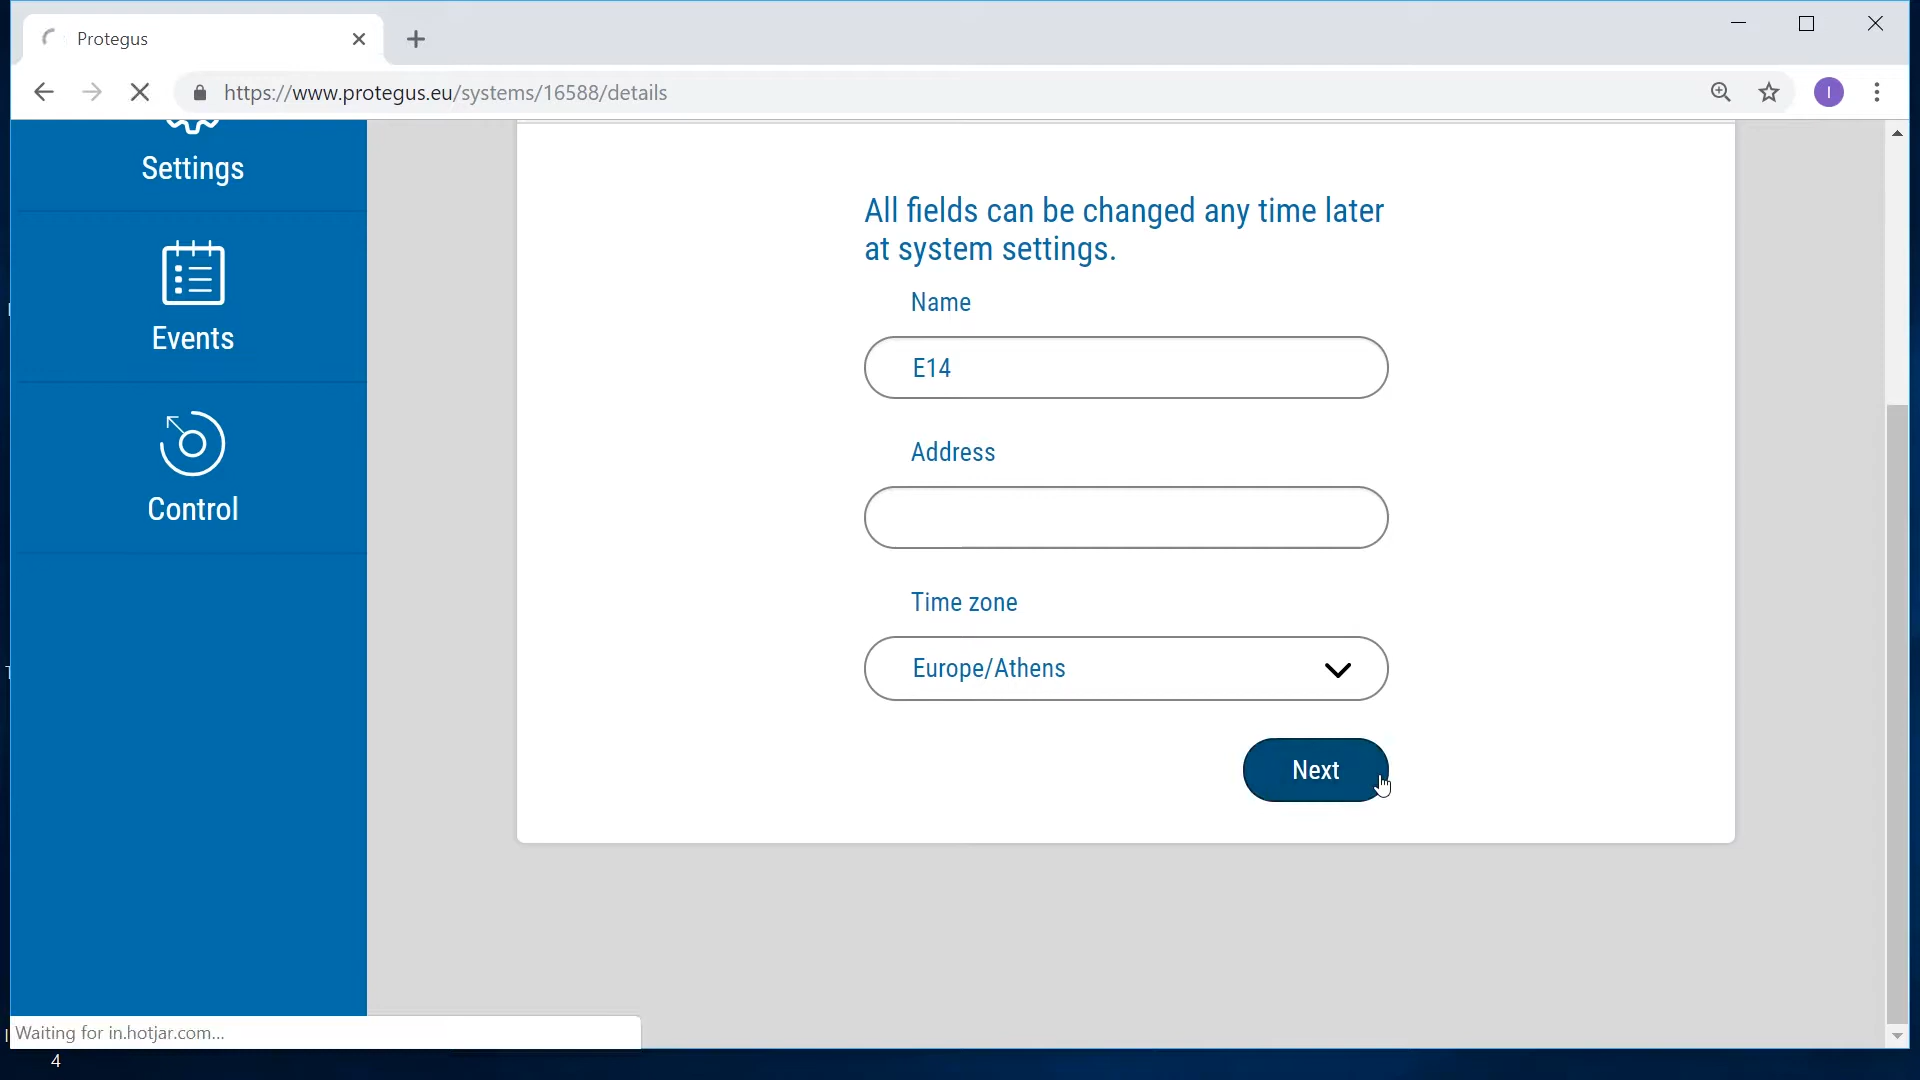 Protegus
https://www.protegus.eu/systems/16588/details
I
Settings
Events
Control
All fields can be changed any time later
at system settings.
Name
E14
Address
Time zone
Europe/Athens
Next
Waiting for in.hotjar.com...
4